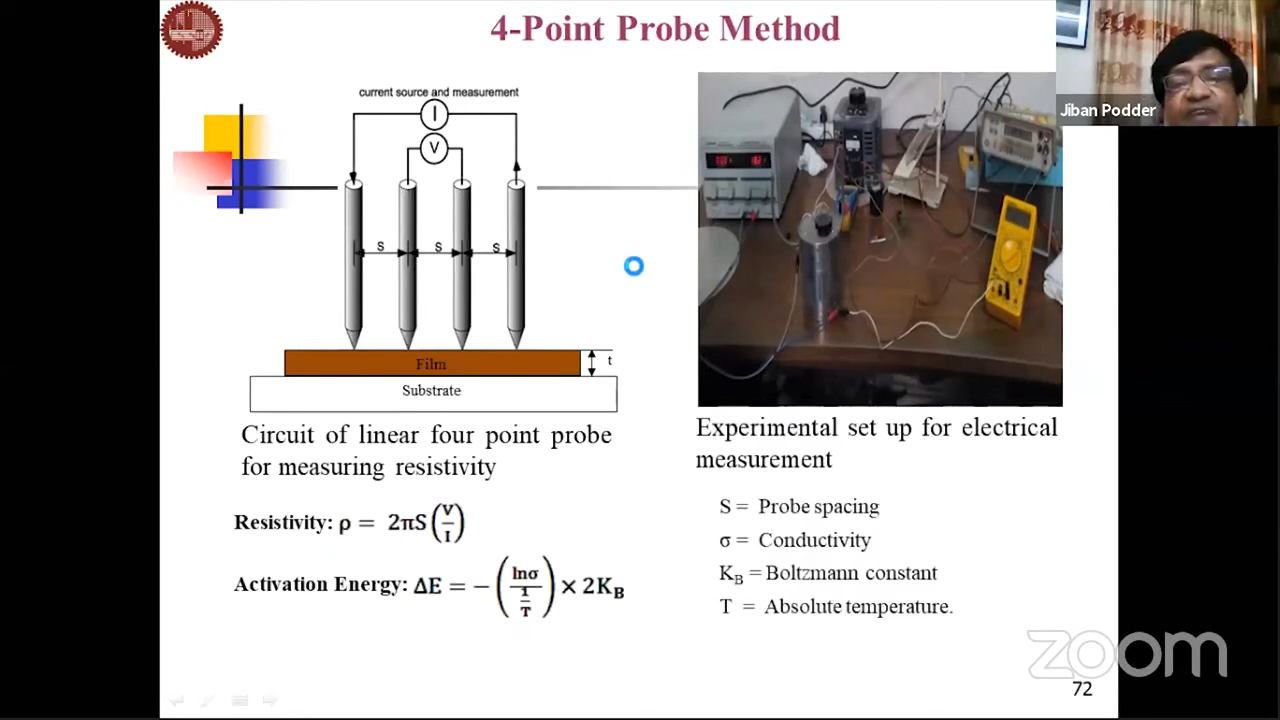 4-Point Probe Method
Jiban Podder
current source and measurement
I
V
S S S
Film
t
Substrate
Circuit of linear four point probe
for measuring resistivity
Experimental set up for electrical
measurement
Resistivity: ρ = 2πS(V/I)
Activation Energy: ΔE = −(lnσ/(1/T)) × 2K_B
S = Probe spacing
σ = Conductivity
K_B = Boltzmann constant
T = Absolute temperature.
zoom
72